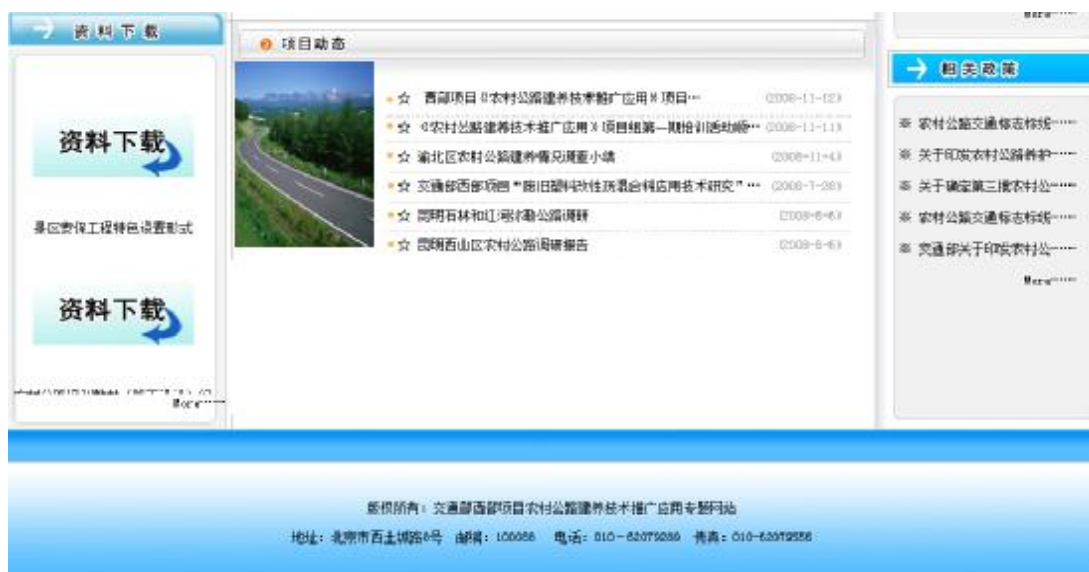 资料下载
资料下载
景区安保工程特色设置形式
资料下载
More……
项目动态
☆ 西部项目《农村公路建养技术推广应用》项目…
(2008-11-12)
☆ 《农村公路建养技术推广应用》项目组第一期培训活动顺…
(2008-11-11)
☆ 渝北区农村公路建养情况调查小结
(2008-11-4)
☆ 交通部西部项目"废旧塑料改性沥混合料应用技术研究"…
(2008-7-28)
☆ 昆明石林和红河弥勒公路调研
(2008-6-6)
☆ 昆明西山区农村公路调研报告
(2008-6-6)
More……
相关政策
※ 农村公路交通标志标线……
※ 关于印发农村公路养护……
※ 关于确定第三批农村公……
※ 农村公路交通标志标线……
※ 交通部关于印发农村公……
More……
版权所有：交通部西部项目农村公路建养技术推广应用专题网站
地址：北京市西土城路8号 邮编：100088 电话：010-62079289 传真：010-62079556